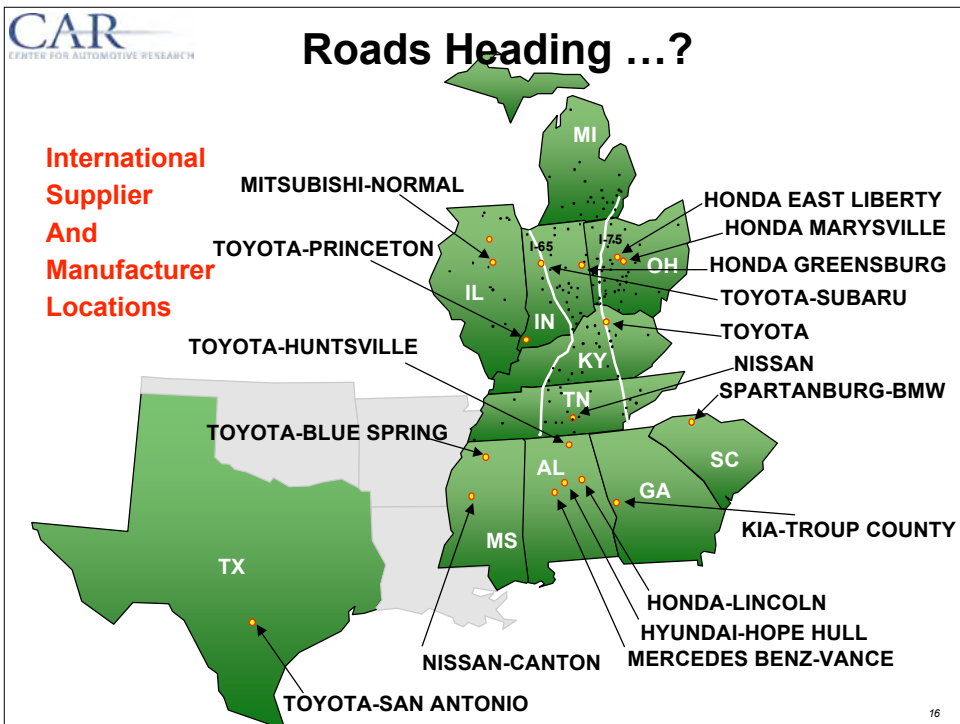 CAR
CENTER FOR AUTOMOTIVE RESEARCH
Roads Heading …?
International
Supplier
And
Manufacturer
Locations
MITSUBISHI-NORMAL
TOYOTA-PRINCETON
TOYOTA-HUNTSVILLE
TOYOTA-BLUE SPRING
MI
HONDA EAST LIBERTY
HONDA MARYSVILLE
HONDA GREENSBURG
TOYOTA-SUBARU
TOYOTA
NISSAN
SPARTANBURG-BMW
I-65
I-75
OH
IL
IN
KY
TN
SC
AL
GA
MS
TX
KIA-TROUP COUNTY
HONDA-LINCOLN
HYUNDAI-HOPE HULL
MERCEDES BENZ-VANCE
NISSAN-CANTON
TOYOTA-SAN ANTONIO
16